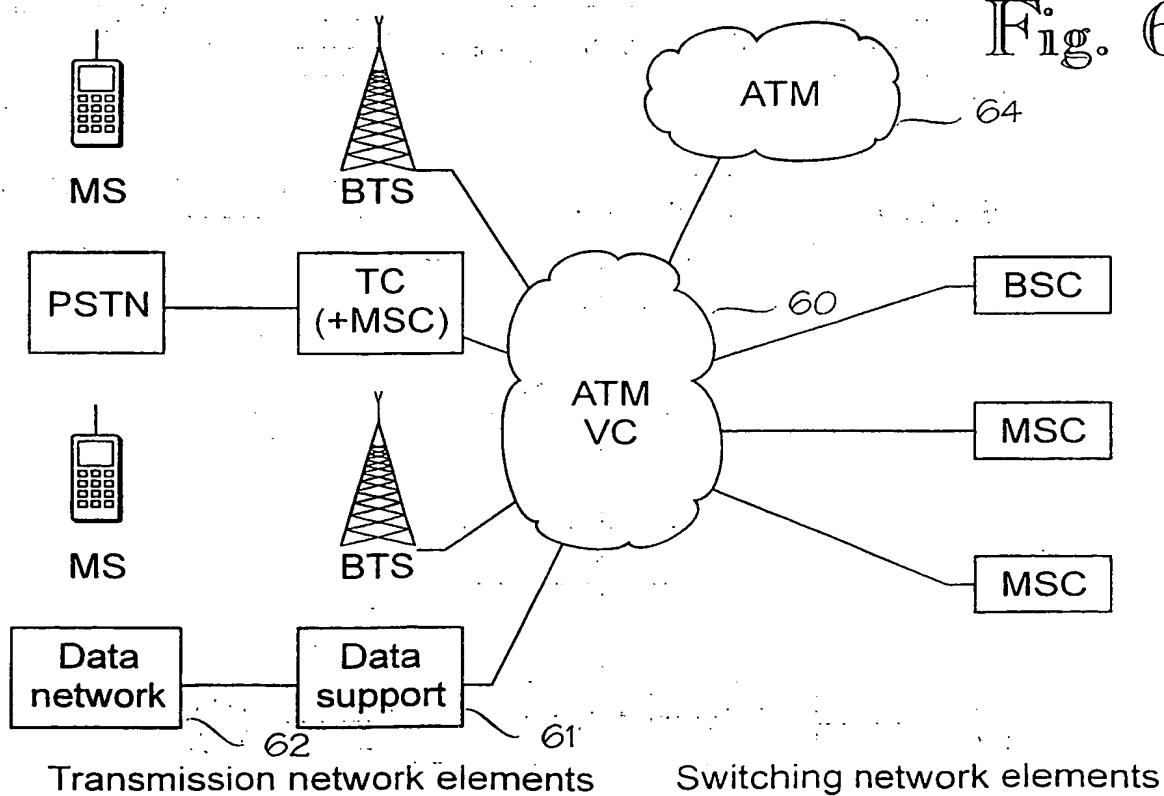 Fig. 6
ATM
64
MS
BTS
PSTN
TC
(+MSC)
60
BSC
ATM
VC
MSC
MS
BTS
MSC
Data
network
Data
support
62
61
Transmission network elements
Switching network elements